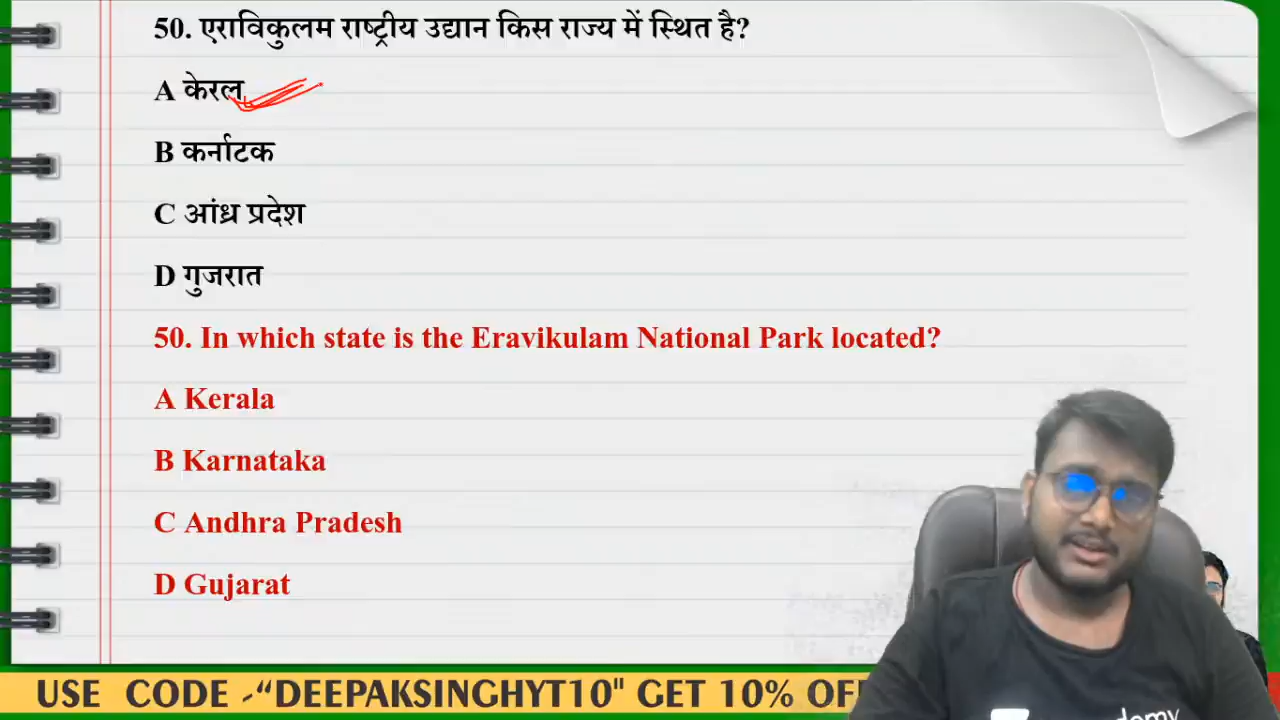 50. एराविकुलम राष्ट्रीय उद्यान किस राज्य में स्थित है?
A केरल
B कर्नाटक
C आंध्र प्रदेश
D गुजरात
50. In which state is the Eravikulam National Park located?
A Kerala
B Karnataka
C Andhra Pradesh
D Gujarat
USE CODE -“DEEPAKSINGHYT10" GET 10% OFF